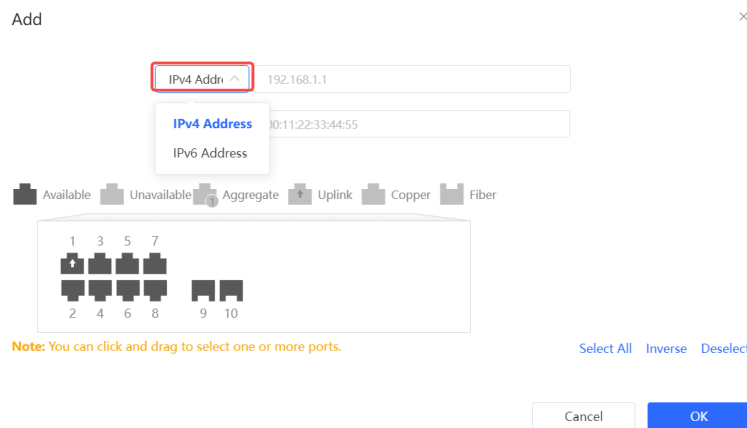 Add
IPv4 Addr 192.168.1.1
IPv4 Address 00:11:22:33:44:55
IPv6 Address
Available Unavailable 1 Aggregate Uplink Copper Fiber
1 3 5 7
2 4 6 8 9 10
Note: You can click and drag to select one or more ports.
Select All Inverse Deselect
Cancel OK